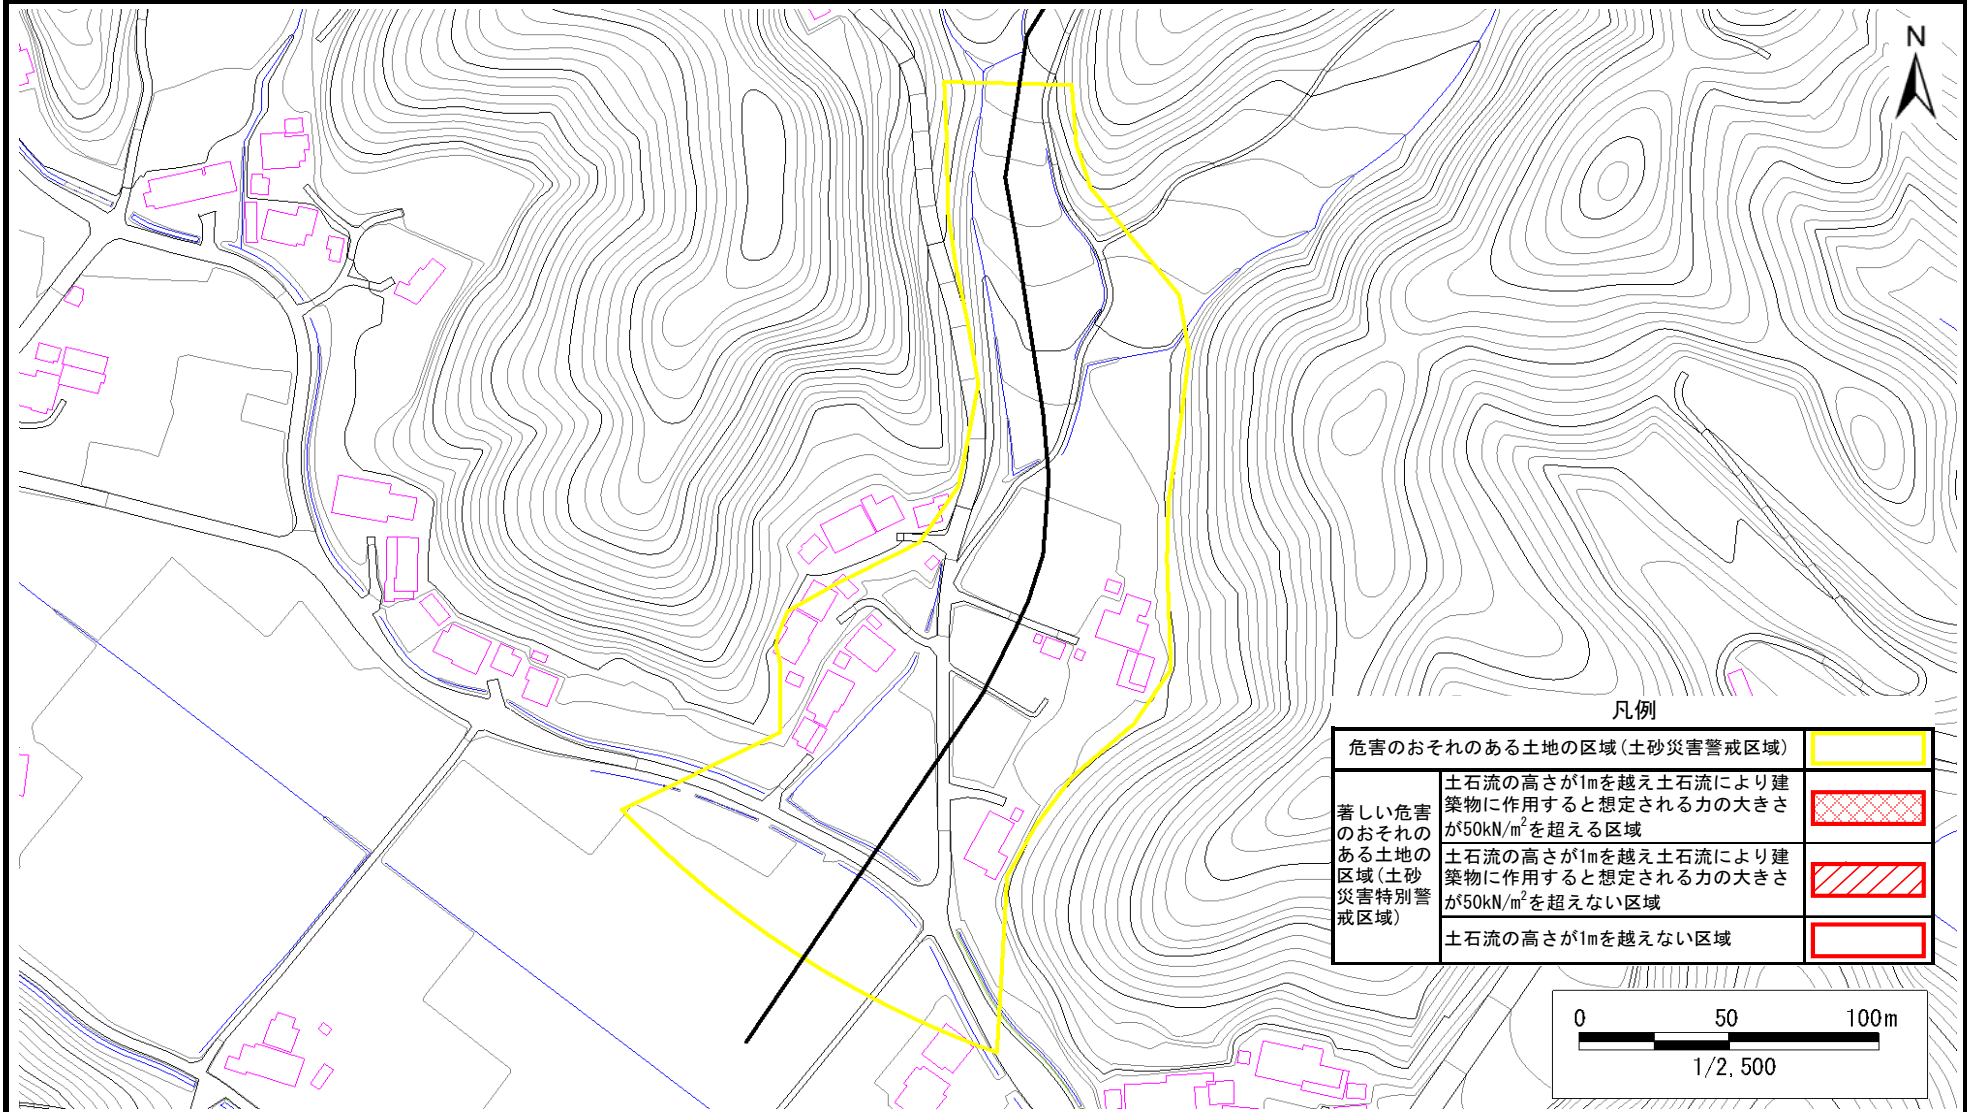 N
凡例
危害のおそれのある土地の区域(土砂災害警戒区域)
著しい危害
のおそれの
ある土地の
区域(土砂
災害特別警
戒区域)
土石流の高さが1mを越え土石流により建
築物に作用すると想定される力の大きさ
が50kN/m²を超える区域
土石流の高さが1mを越え土石流により建
築物に作用すると想定される力の大きさ
が50kN/m²を超えない区域
土石流の高さが1mを越えない区域
0 50 100m
1/2,500